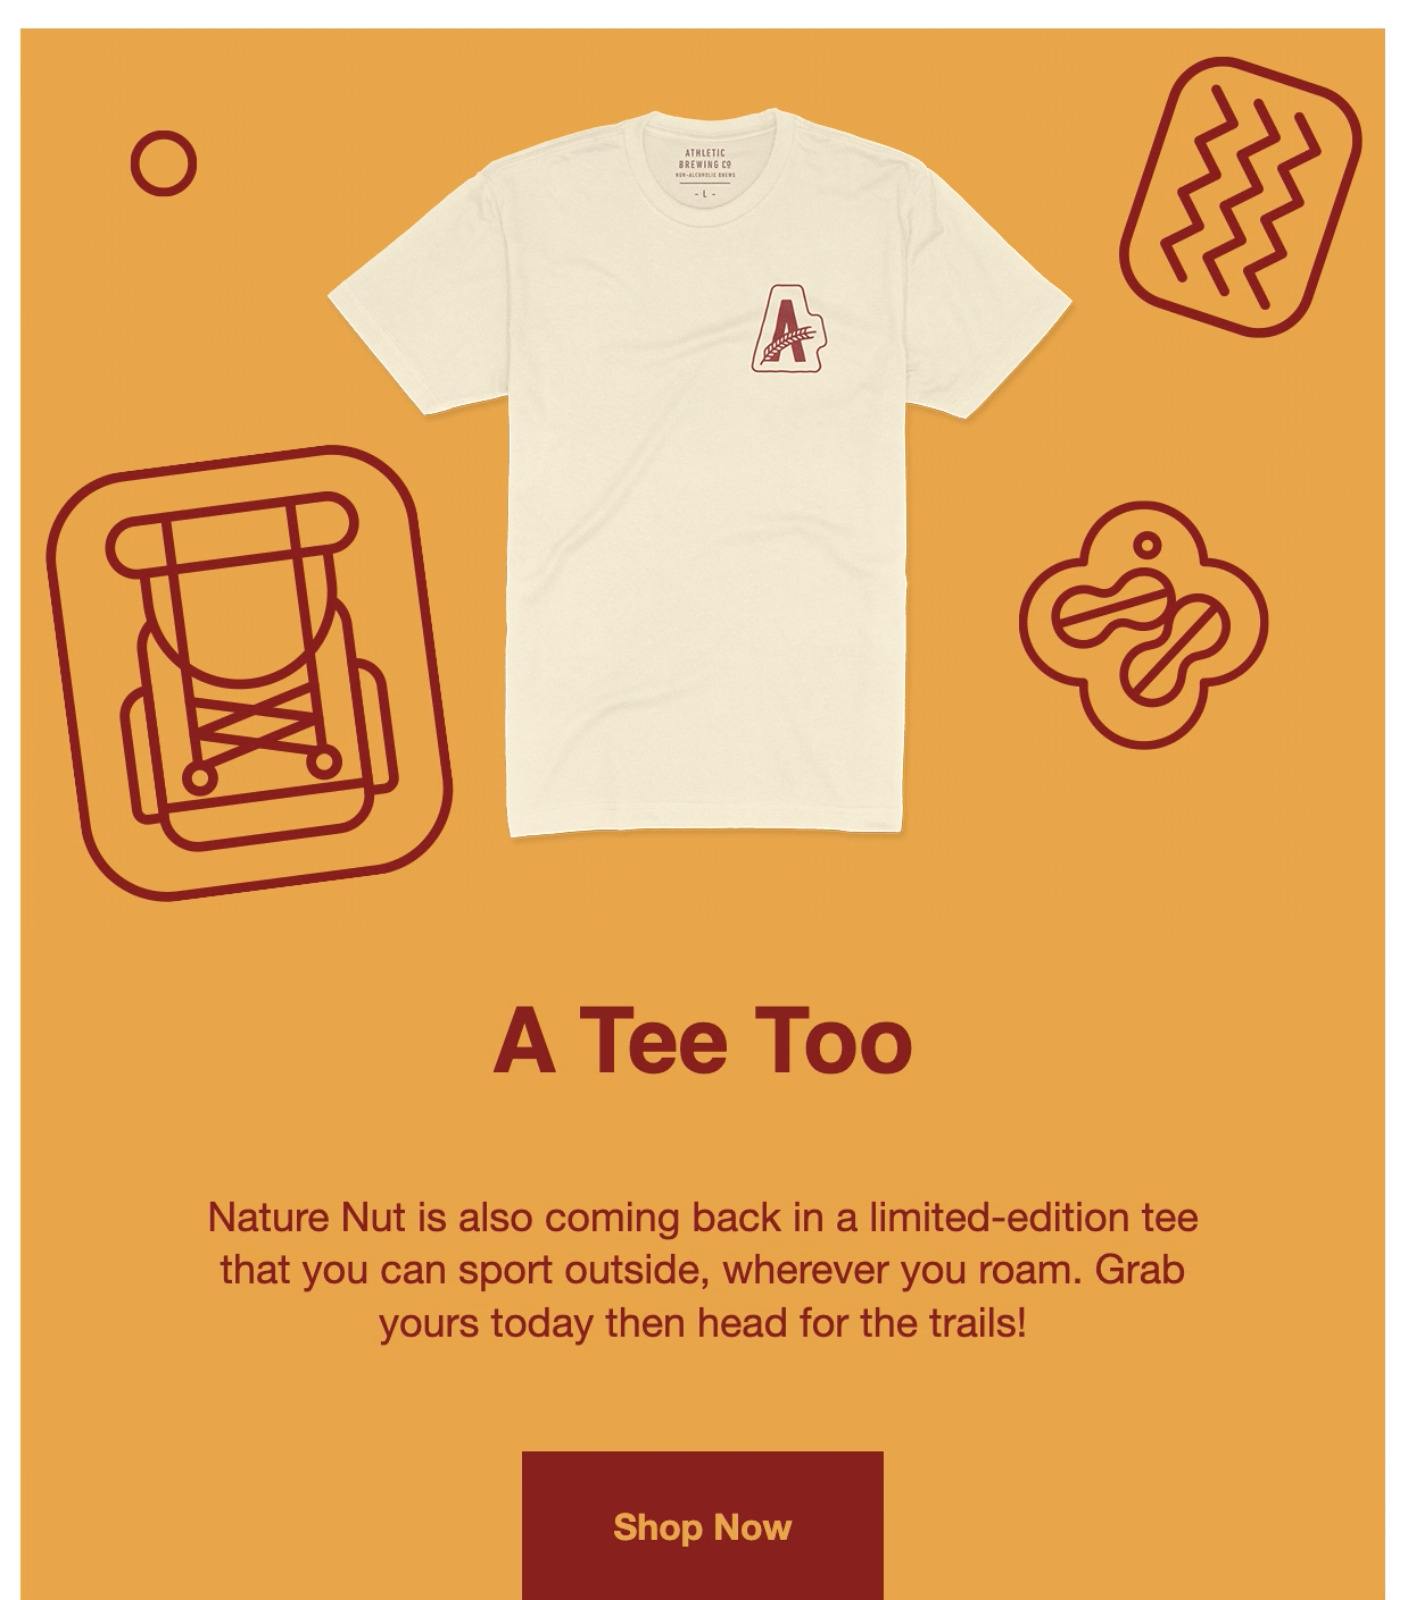 ATHLETIC
BREWING CO
NON-ALCOHOLIC BREWS
- L -
A
A Tee Too
Nature Nut is also coming back in a limited-edition tee
that you can sport outside, wherever you roam. Grab
yours today then head for the trails!
Shop Now